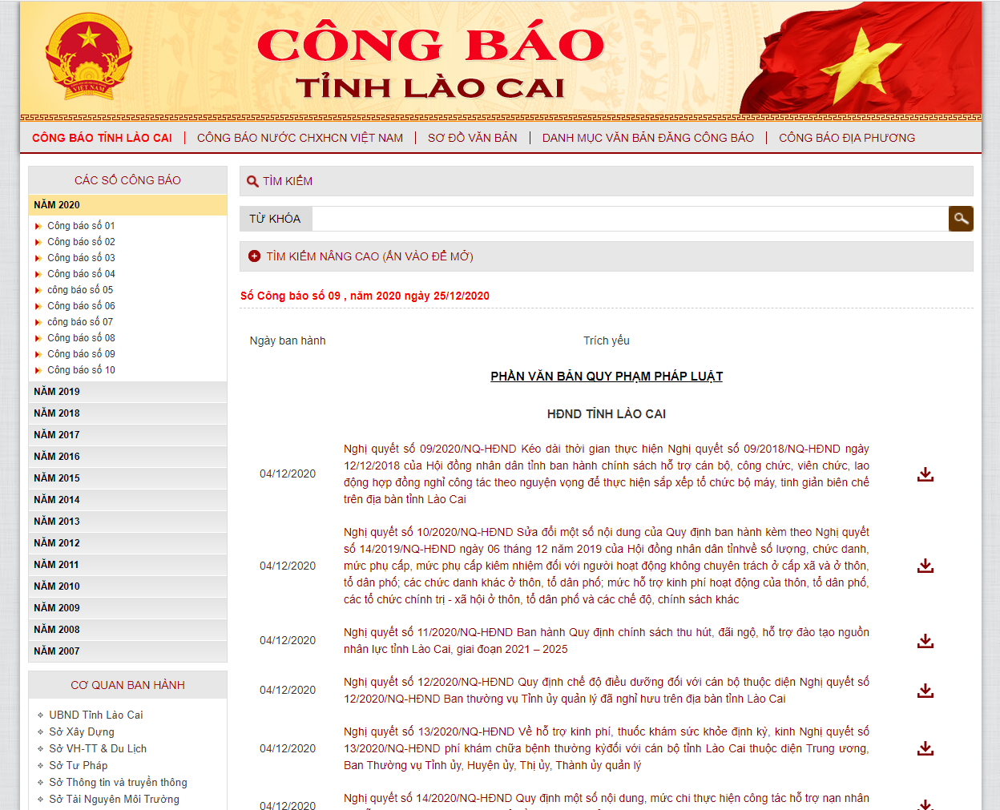 CÔNG BÁO
TỈNH LÀO CAI
VIỆT NAM
CÔNG BÁO TỈNH LÀO CAI
CÔNG BÁO NƯỚC CHXHCN VIỆT NAM
SƠ ĐỒ VĂN BẢN
DANH MỤC VĂN BẢN ĐĂNG CÔNG BÁO
CÔNG BÁO ĐỊA PHƯƠNG
CÁC SỐ CÔNG BÁO
NĂM 2020
Công báo số 01
Công báo số 02
Công báo số 03
Công báo số 04
công báo số 05
Công báo số 06
công báo số 07
Công báo số 08
Công báo số 09
Công báo số 10
NĂM 2019
NĂM 2018
NĂM 2017
NĂM 2016
NĂM 2015
NĂM 2014
NĂM 2013
NĂM 2012
NĂM 2011
NĂM 2010
NĂM 2009
NĂM 2008
NĂM 2007
CƠ QUAN BAN HÀNH
UBND Tỉnh Lào Cai
Sở Xây Dựng
Sở VH-TT & Du Lịch
Sở Tư Pháp
Sở Thông tin và truyền thông
Sở Tài Nguyên Môi Trường
TÌM KIẾM
TỪ KHÓA
TÌM KIẾM NÂNG CAO (ẤN VÀO ĐỂ MỞ)
Số Công báo số 09 , năm 2020 ngày 25/12/2020
Ngày ban hành
Trích yếu
PHẦN VĂN BẢN QUY PHẠM PHÁP LUẬT
HĐND TỈNH LÀO CAI
04/12/2020
Nghị quyết số 09/2020/NQ-HĐND Kéo dài thời gian thực hiện Nghị quyết số 09/2018/NQ-HĐND ngày
12/12/2018 của Hội đồng nhân dân tỉnh ban hành chính sách hỗ trợ cán bộ, công chức, viên chức, lao
động hợp đồng nghỉ công tác theo nguyện vọng để thực hiện sắp xếp tổ chức bộ máy, tinh giản biên chế
trên địa bàn tỉnh Lào Cai
04/12/2020
Nghị quyết số 10/2020/NQ-HĐND Sửa đổi một số nội dung của Quy định ban hành kèm theo Nghị quyết
số 14/2019/NQ-HĐND ngày 06 tháng 12 năm 2019 của Hội đồng nhân dân tỉnhvề số lượng, chức danh,
mức phụ cấp, mức phụ cấp kiêm nhiệm đối với người hoạt động không chuyên trách ở cấp xã và ở thôn,
tổ dân phố; các chức danh khác ở thôn, tổ dân phố; mức hỗ trợ kinh phí hoạt động của thôn, tổ dân phố,
các tổ chức chính trị - xã hội ở thôn, tổ dân phố và các chế độ, chính sách khác
04/12/2020
Nghị quyết số 11/2020/NQ-HĐND Ban hành Quy định chính sách thu hút, đãi ngộ, hỗ trợ đào tạo nguồn
nhân lực tỉnh Lào Cai, giai đoạn 2021 – 2025
04/12/2020
Nghị quyết số 12/2020/NQ-HĐND Quy định chế độ điều dưỡng đối với cán bộ thuộc diện Nghị quyết số
12/2020/NQ-HĐND Ban thường vụ Tỉnh ủy quản lý đã nghỉ hưu trên địa bàn tỉnh Lào Cai
04/12/2020
Nghị quyết số 13/2020/NQ-HĐND Về hỗ trợ kinh phí, thuốc khám sức khỏe định kỳ, kinh Nghị quyết số
13/2020/NQ-HĐND phí khám chữa bệnh thường kỳđối với cán bộ tỉnh Lào Cai thuộc diện Trung ương,
Ban Thường vụ Tỉnh ủy, Huyện ủy, Thị ủy, Thành ủy quản lý
04/12/2020
Nghị quyết số 14/2020/NQ-HĐND Quy định một số nội dung, mức chi thực hiện công tác hỗ trợ nạn nhân